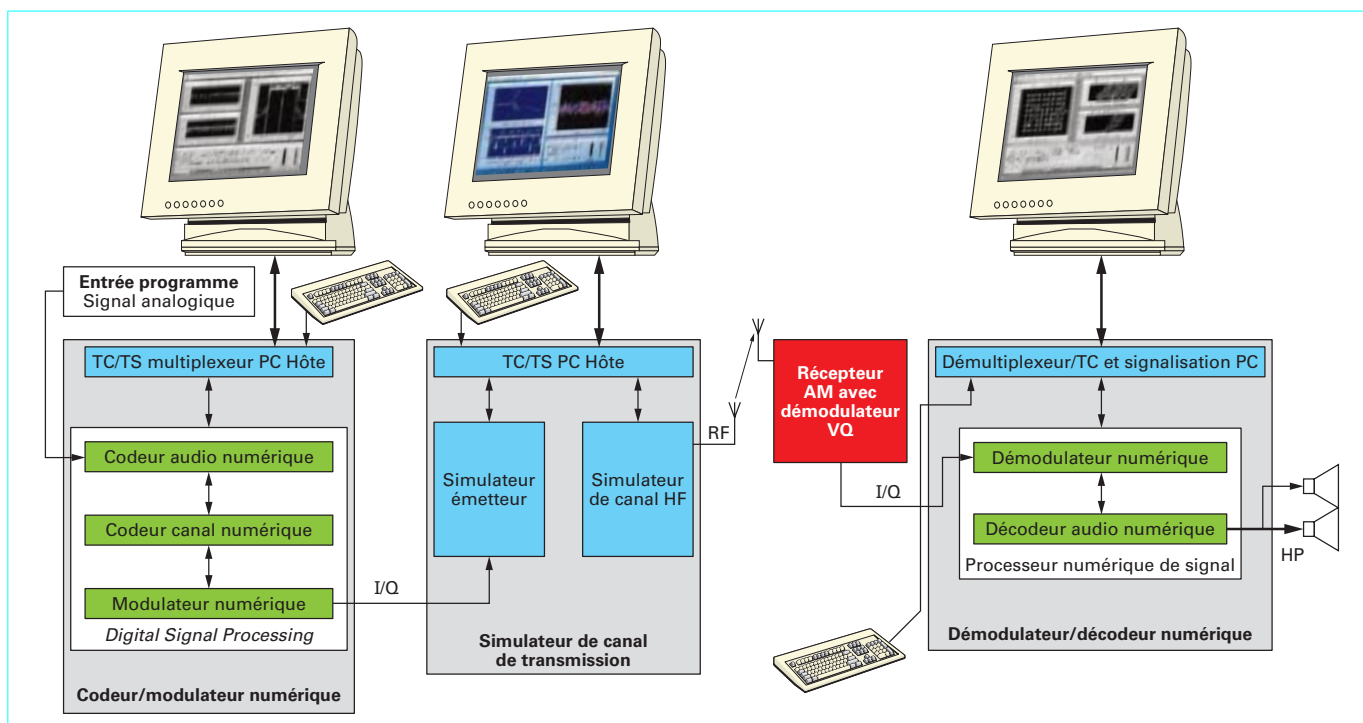 Entrée programme
Signal analogique
TC/TS multiplexeur PC Hôte
Codeur audio numérique
Codeur canal numérique
Modulateur numérique
Digital Signal Processing
Codeur/modulateur numérique
I/Q
TC/TS PC Hôte
Simulateur
émetteur
Simulateur
de canal HF
Simulateur de canal
de transmission
RF
Récepteur
AM avec
démodulateur
VQ
I/Q
Démultiplexeur/TC et signalisation PC
Démodulateur numérique
Décodeur audio numérique
Processeur numérique de signal
HP
Démodulateur/décodeur numérique